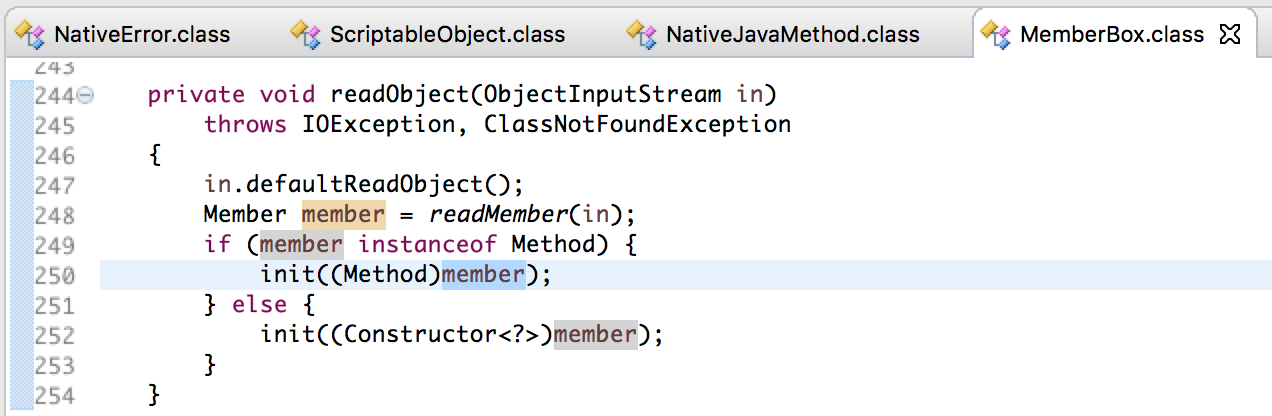 NativeError.class ScriptableObject.class NativeJavaMethod.class MemberBox.class
243
244 private void readObject(ObjectInputStream in)
245 throws IOException, ClassNotFoundException
246 {
247 in.defaultReadObject();
248 Member member = readMember(in);
249 if (member instanceof Method) {
250 init((Method)member);
251 } else {
252 init((Constructor<?>)member);
253 }
254 }